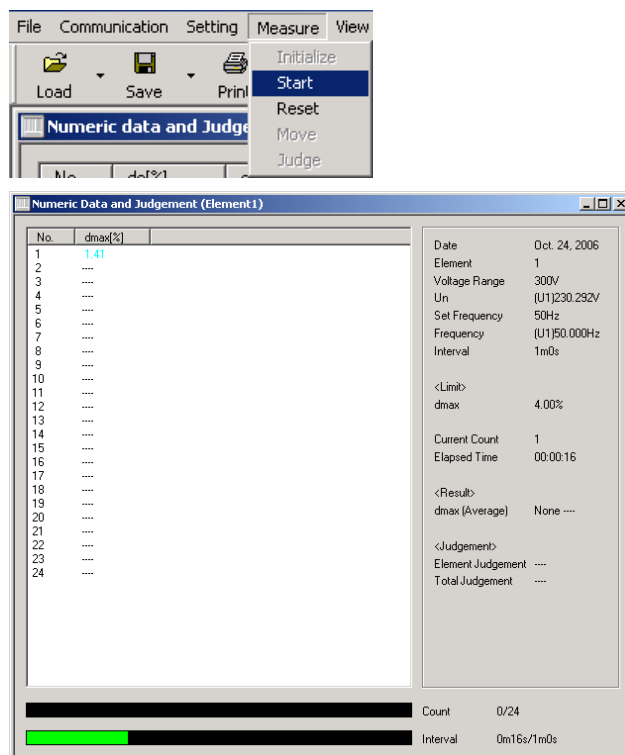 File Communication Setting Measure View
Initialize
Load Save Print
Start
Reset
Numeric data and Judge
Move
Judge
No. de[%]
Numeric Data and Judgement (Element1)
No. dmax[%]
1 1.41
2 ----
3 ----
4 ----
5 ----
6 ----
7 ----
8 ----
9 ----
10 ----
11 ----
12 ----
13 ----
14 ----
15 ----
16 ----
17 ----
18 ----
19 ----
20 ----
21 ----
22 ----
23 ----
24 ----
Date Oct. 24, 2006
Element 1
Voltage Range 300V
Un (U1)230.292V
Set Frequency 50Hz
Frequency (U1)50.000Hz
Interval 1m0s
<Limit>
dmax 4.00%
Current Count 1
Elapsed Time 00:00:16
<Result>
dmax (Average) None ----
<Judgement>
Element Judgement ----
Total Judgement ----
Count 0/24
Interval 0m16s/1m0s